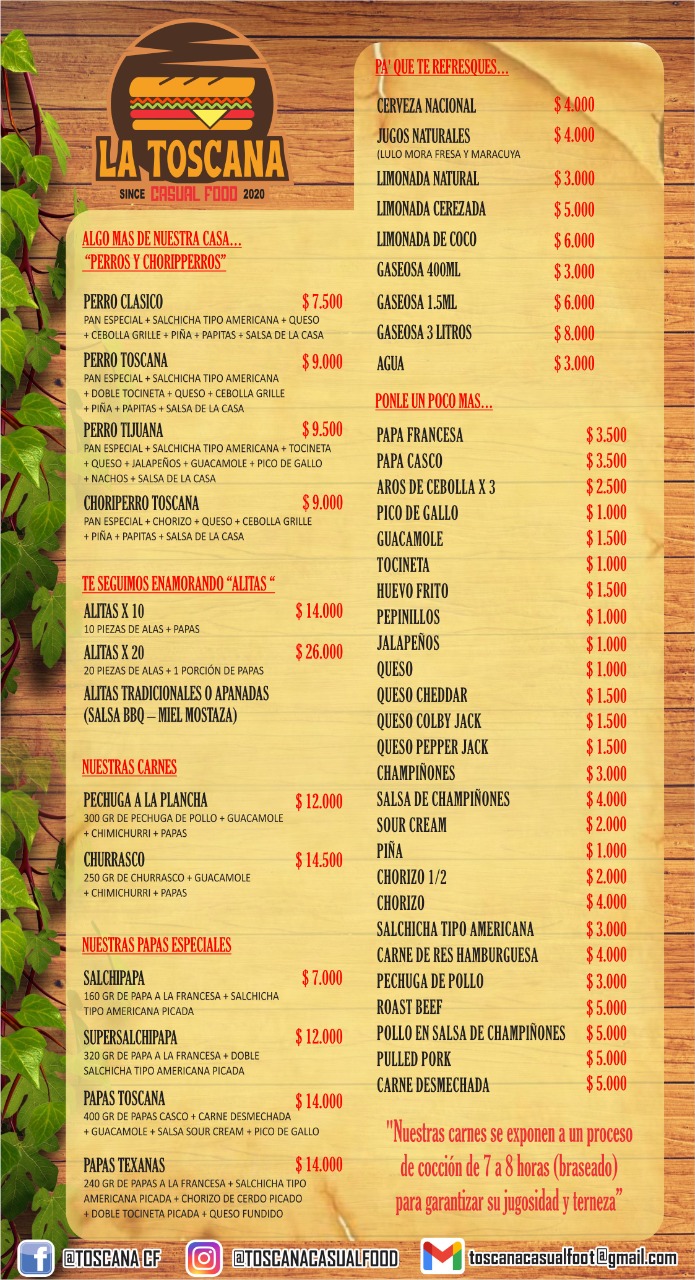 LA TOSCANA
SINCE CASUAL FOOD 2020
ALGO MAS DE NUESTRA CASA...
“PERROS Y CHORIPPERROS”
PERRO CLASICO $ 7.500
PAN ESPECIAL + SALCHICHA TIPO AMERICANA + QUESO
+ CEBOLLA GRILLE + PIÑA + PAPITAS + SALSA DE LA CASA
PERRO TOSCANA $ 9.000
PAN ESPECIAL + SALCHICHA TIPO AMERICANA
+ DOBLE TOCINETA + QUESO + CEBOLLA GRILLE
+ PIÑA + PAPITAS + SALSA DE LA CASA
PERRO TIJUANA $ 9.500
PAN ESPECIAL + SALCHICHA TIPO AMERICANA + TOCINETA
+ QUESO + JALAPEÑOS + GUACAMOLE + PICO DE GALLO
+ NACHOS + SALSA DE LA CASA
CHORIPERRO TOSCANA $ 9.000
PAN ESPECIAL + CHORIZO + QUESO + CEBOLLA GRILLE
+ PIÑA + PAPITAS + SALSA DE LA CASA
TE SEGUIMOS ENAMORANDO “ALITAS “
ALITAS X 10 $ 14.000
10 PIEZAS DE ALAS + PAPAS
ALITAS X 20 $ 26.000
20 PIEZAS DE ALAS + 1 PORCIÓN DE PAPAS
ALITAS TRADICIONALES O APANADAS
(SALSA BBQ – MIEL MOSTAZA)
NUESTRAS CARNES
PECHUGA A LA PLANCHA $ 12.000
300 GR DE PECHUGA DE POLLO + GUACAMOLE
+ CHIMICHURRI + PAPAS
CHURRASCO $ 14.500
250 GR DE CHURRASCO + GUACAMOLE
+ CHIMICHURRI + PAPAS
NUESTRAS PAPAS ESPECIALES
SALCHIPAPA $ 7.000
160 GR DE PAPA A LA FRANCESA + SALCHICHA
TIPO AMERICANA PICADA
SUPERSALCHIPAPA $ 12.000
320 GR DE PAPA A LA FRANCESA + DOBLE
SALCHICHA TIPO AMERICANA PICADA
PAPAS TOSCANA $ 14.000
400 GR DE PAPAS CASCO + CARNE DESMECHADA
+ GUACAMOLE + SALSA SOUR CREAM + PICO DE GALLO
PAPAS TEXANAS $ 14.000
240 GR DE PAPAS A LA FRANCESA + SALCHICHA TIPO
AMERICANA PICADA + CHORIZO DE CERDO PICADO
+ DOBLE TOCINETA PICADA + QUESO FUNDIDO
PA' QUE TE REFRESQUES...
CERVEZA NACIONAL $ 4.000
JUGOS NATURALES $ 4.000
(LULO MORA FRESA Y MARACUYA
LIMONADA NATURAL $ 3.000
LIMONADA CEREZADA $ 5.000
LIMONADA DE COCO $ 6.000
GASEOSA 400ML $ 3.000
GASEOSA 1.5ML $ 6.000
GASEOSA 3 LITROS $ 8.000
AGUA $ 3.000
PONLE UN POCO MAS...
PAPA FRANCESA $ 3.500
PAPA CASCO $ 3.500
AROS DE CEBOLLA X 3 $ 2.500
PICO DE GALLO $ 1.000
GUACAMOLE $ 1.500
TOCINETA $ 1.000
HUEVO FRITO $ 1.500
PEPINILLOS $ 1.000
JALAPEÑOS $ 1.000
QUESO $ 1.000
QUESO CHEDDAR $ 1.500
QUESO COLBY JACK $ 1.500
QUESO PEPPER JACK $ 1.500
CHAMPIÑONES $ 3.000
SALSA DE CHAMPIÑONES $ 4.000
SOUR CREAM $ 2.000
PIÑA $ 1.000
CHORIZO 1/2 $ 2.000
CHORIZO $ 4.000
SALCHICHA TIPO AMERICANA $ 3.000
CARNE DE RES HAMBURGUESA $ 4.000
PECHUGA DE POLLO $ 3.000
ROAST BEEF $ 5.000
POLLO EN SALSA DE CHAMPIÑONES $ 5.000
PULLED PORK $ 5.000
CARNE DESMECHADA $ 5.000
"Nuestras carnes se exponen a un proceso
de cocción de 7 a 8 horas (braseado)
para garantizar su jugosidad y terneza”
@TOSCANA CF @TOSCANACASUALFOOD toscanacasualfoot@gmail.com